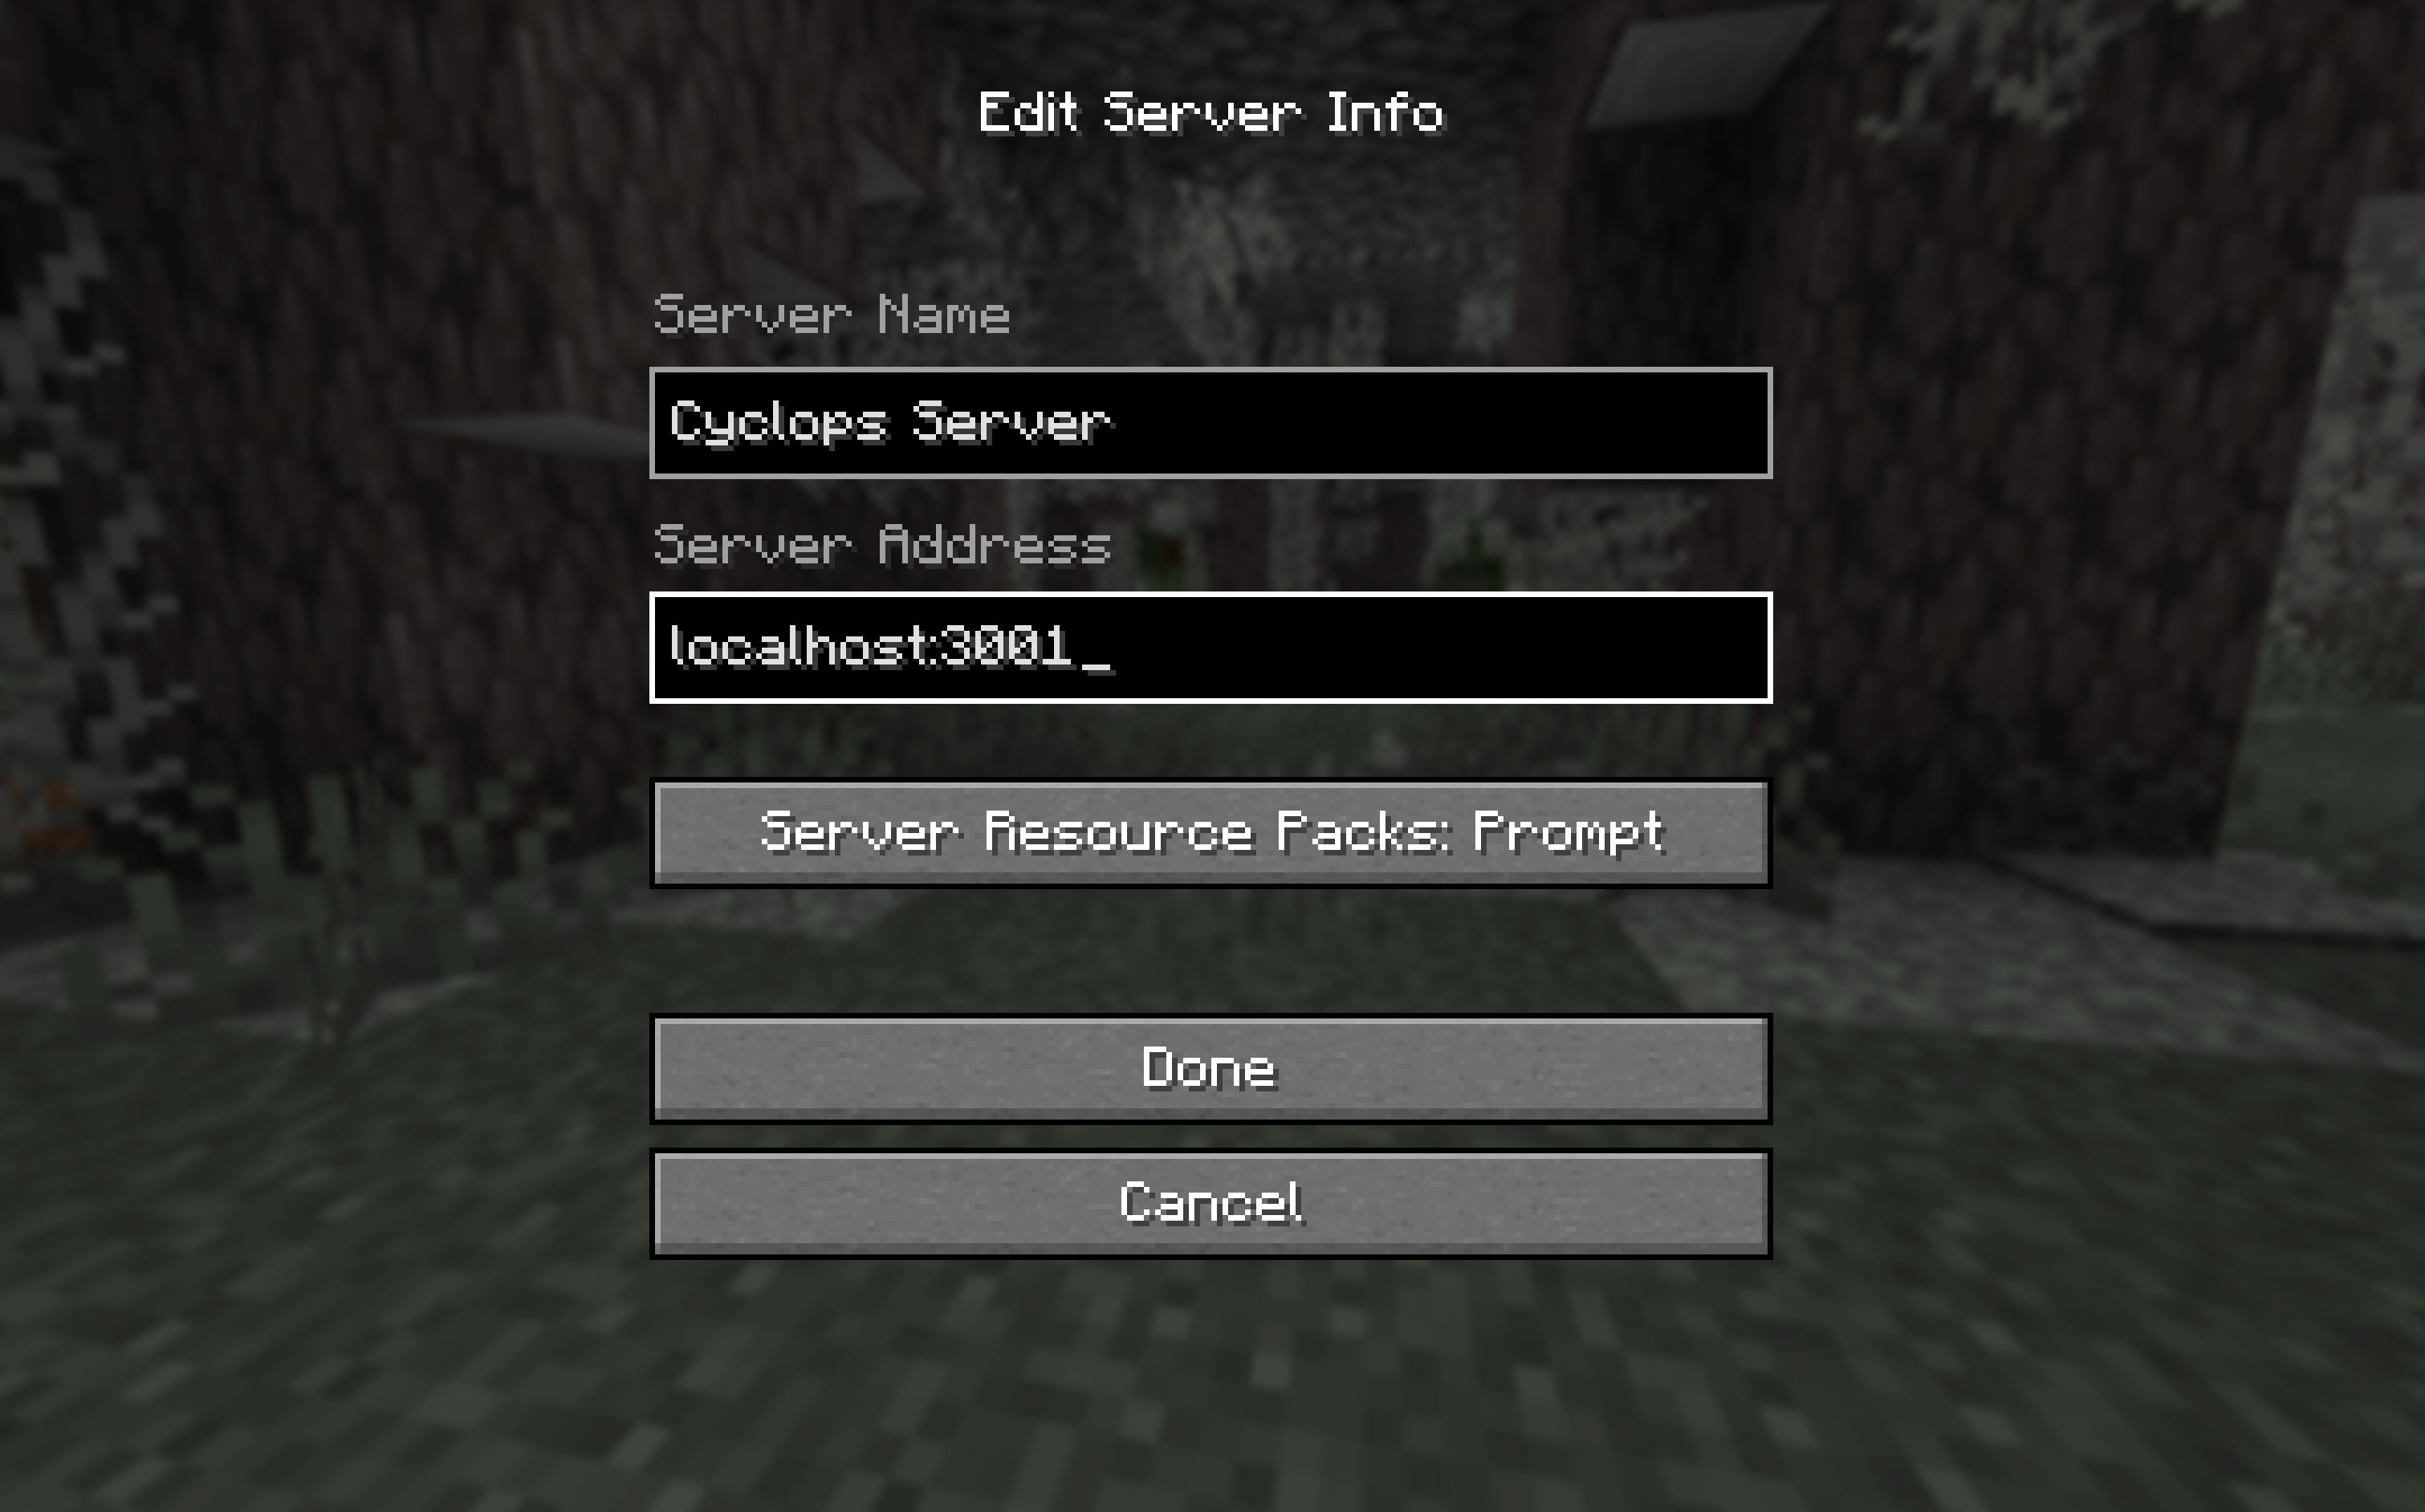 Edit Server Info
Server Name
Cyclops Server
Server Address
localhost:3001_
Server Resource Packs: Prompt
Done
Cancel